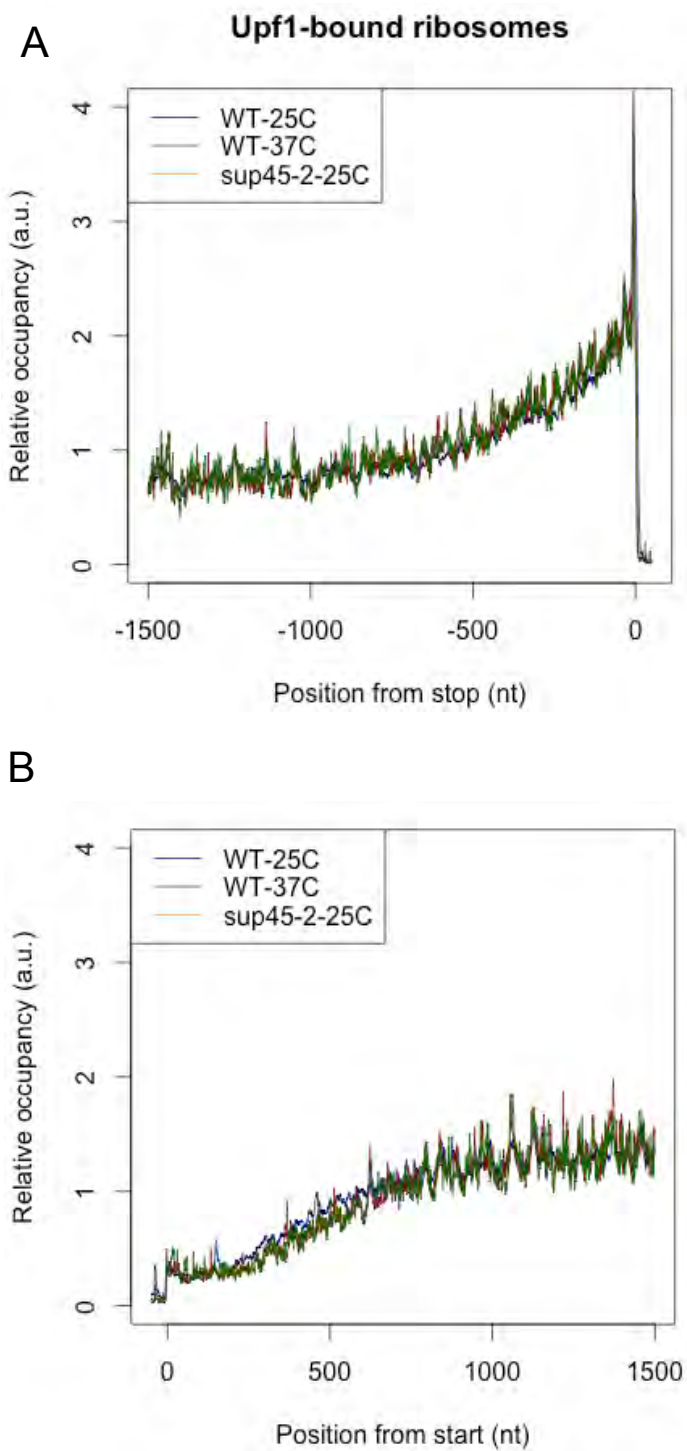 A
Upf1-bound ribosomes
WT-25C
WT-37C
sup45-2-25C
Relative occupancy (a.u.)
4
3
2
1
0
-1500 -1000 -500 0
Position from stop (nt)
B
WT-25C
WT-37C
sup45-2-25C
Relative occupancy (a.u.)
4
3
2
1
0
0 500 1000 1500
Position from start (nt)